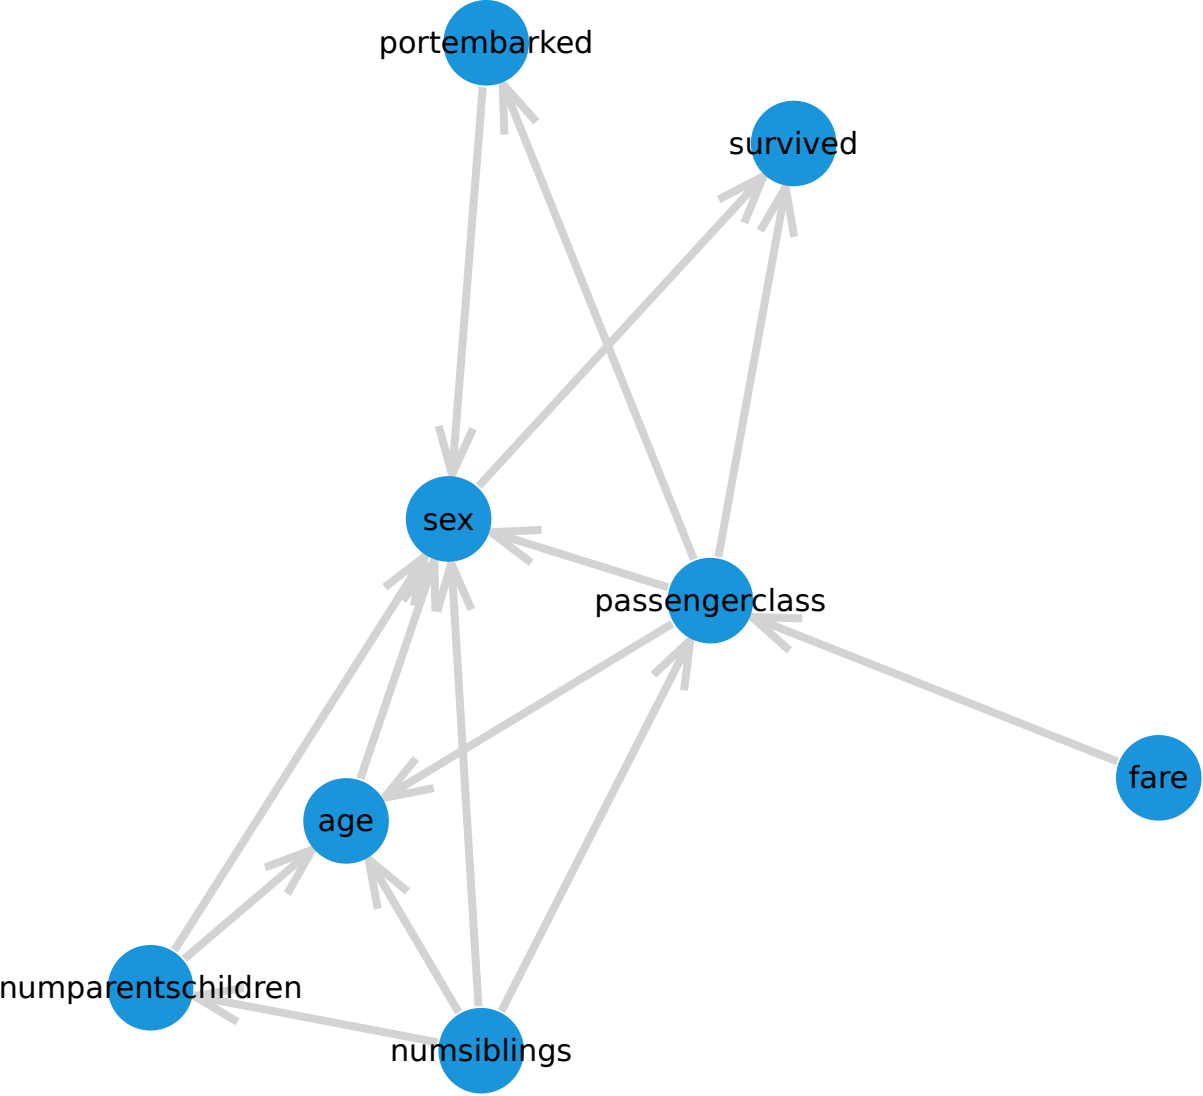 portembarked
survived
sex
passengerclass
fare
age
numparentschildren
numsiblings